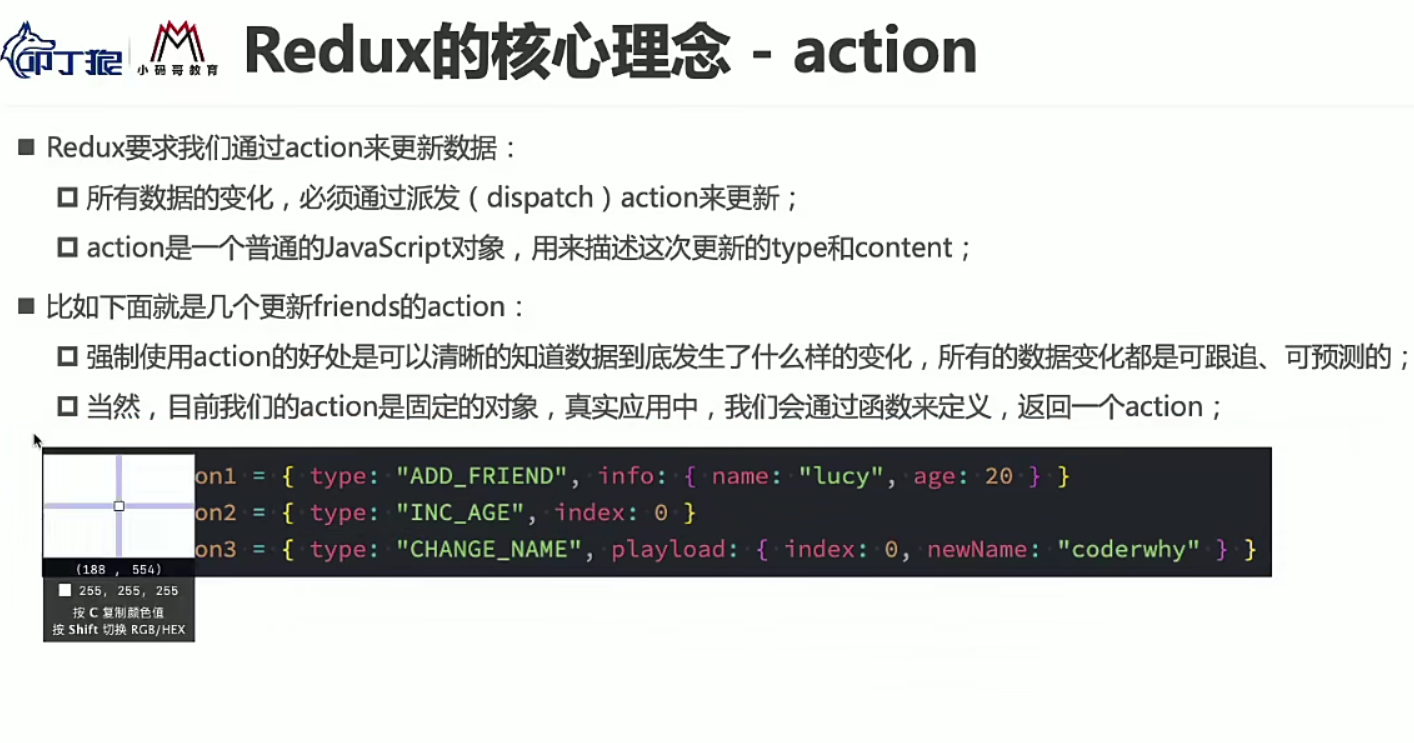 叩丁狼
小码哥教育
Redux的核心理念 - action
Redux要求我们通过action来更新数据：
所有数据的变化，必须通过派发（dispatch）action来更新；
action是一个普通的JavaScript对象，用来描述这次更新的type和content；
比如下面就是几个更新friends的action：
强制使用action的好处是可以清晰的知道数据到底发生了什么样的变化，所有的数据变化都是可跟追、可预测的；
当然，目前我们的action是固定的对象，真实应用中，我们会通过函数来定义，返回一个action；
on1 = { type: "ADD_FRIEND", info: { name: "lucy", age: 20 } }
on2 = { type: "INC_AGE", index: 0 }
on3 = { type: "CHANGE_NAME", playload: { index: 0, newName: "coderwhy" } }
(188 , 554)
255, 255, 255
按 C 复制颜色值
按 Shift 切换 RGB/HEX